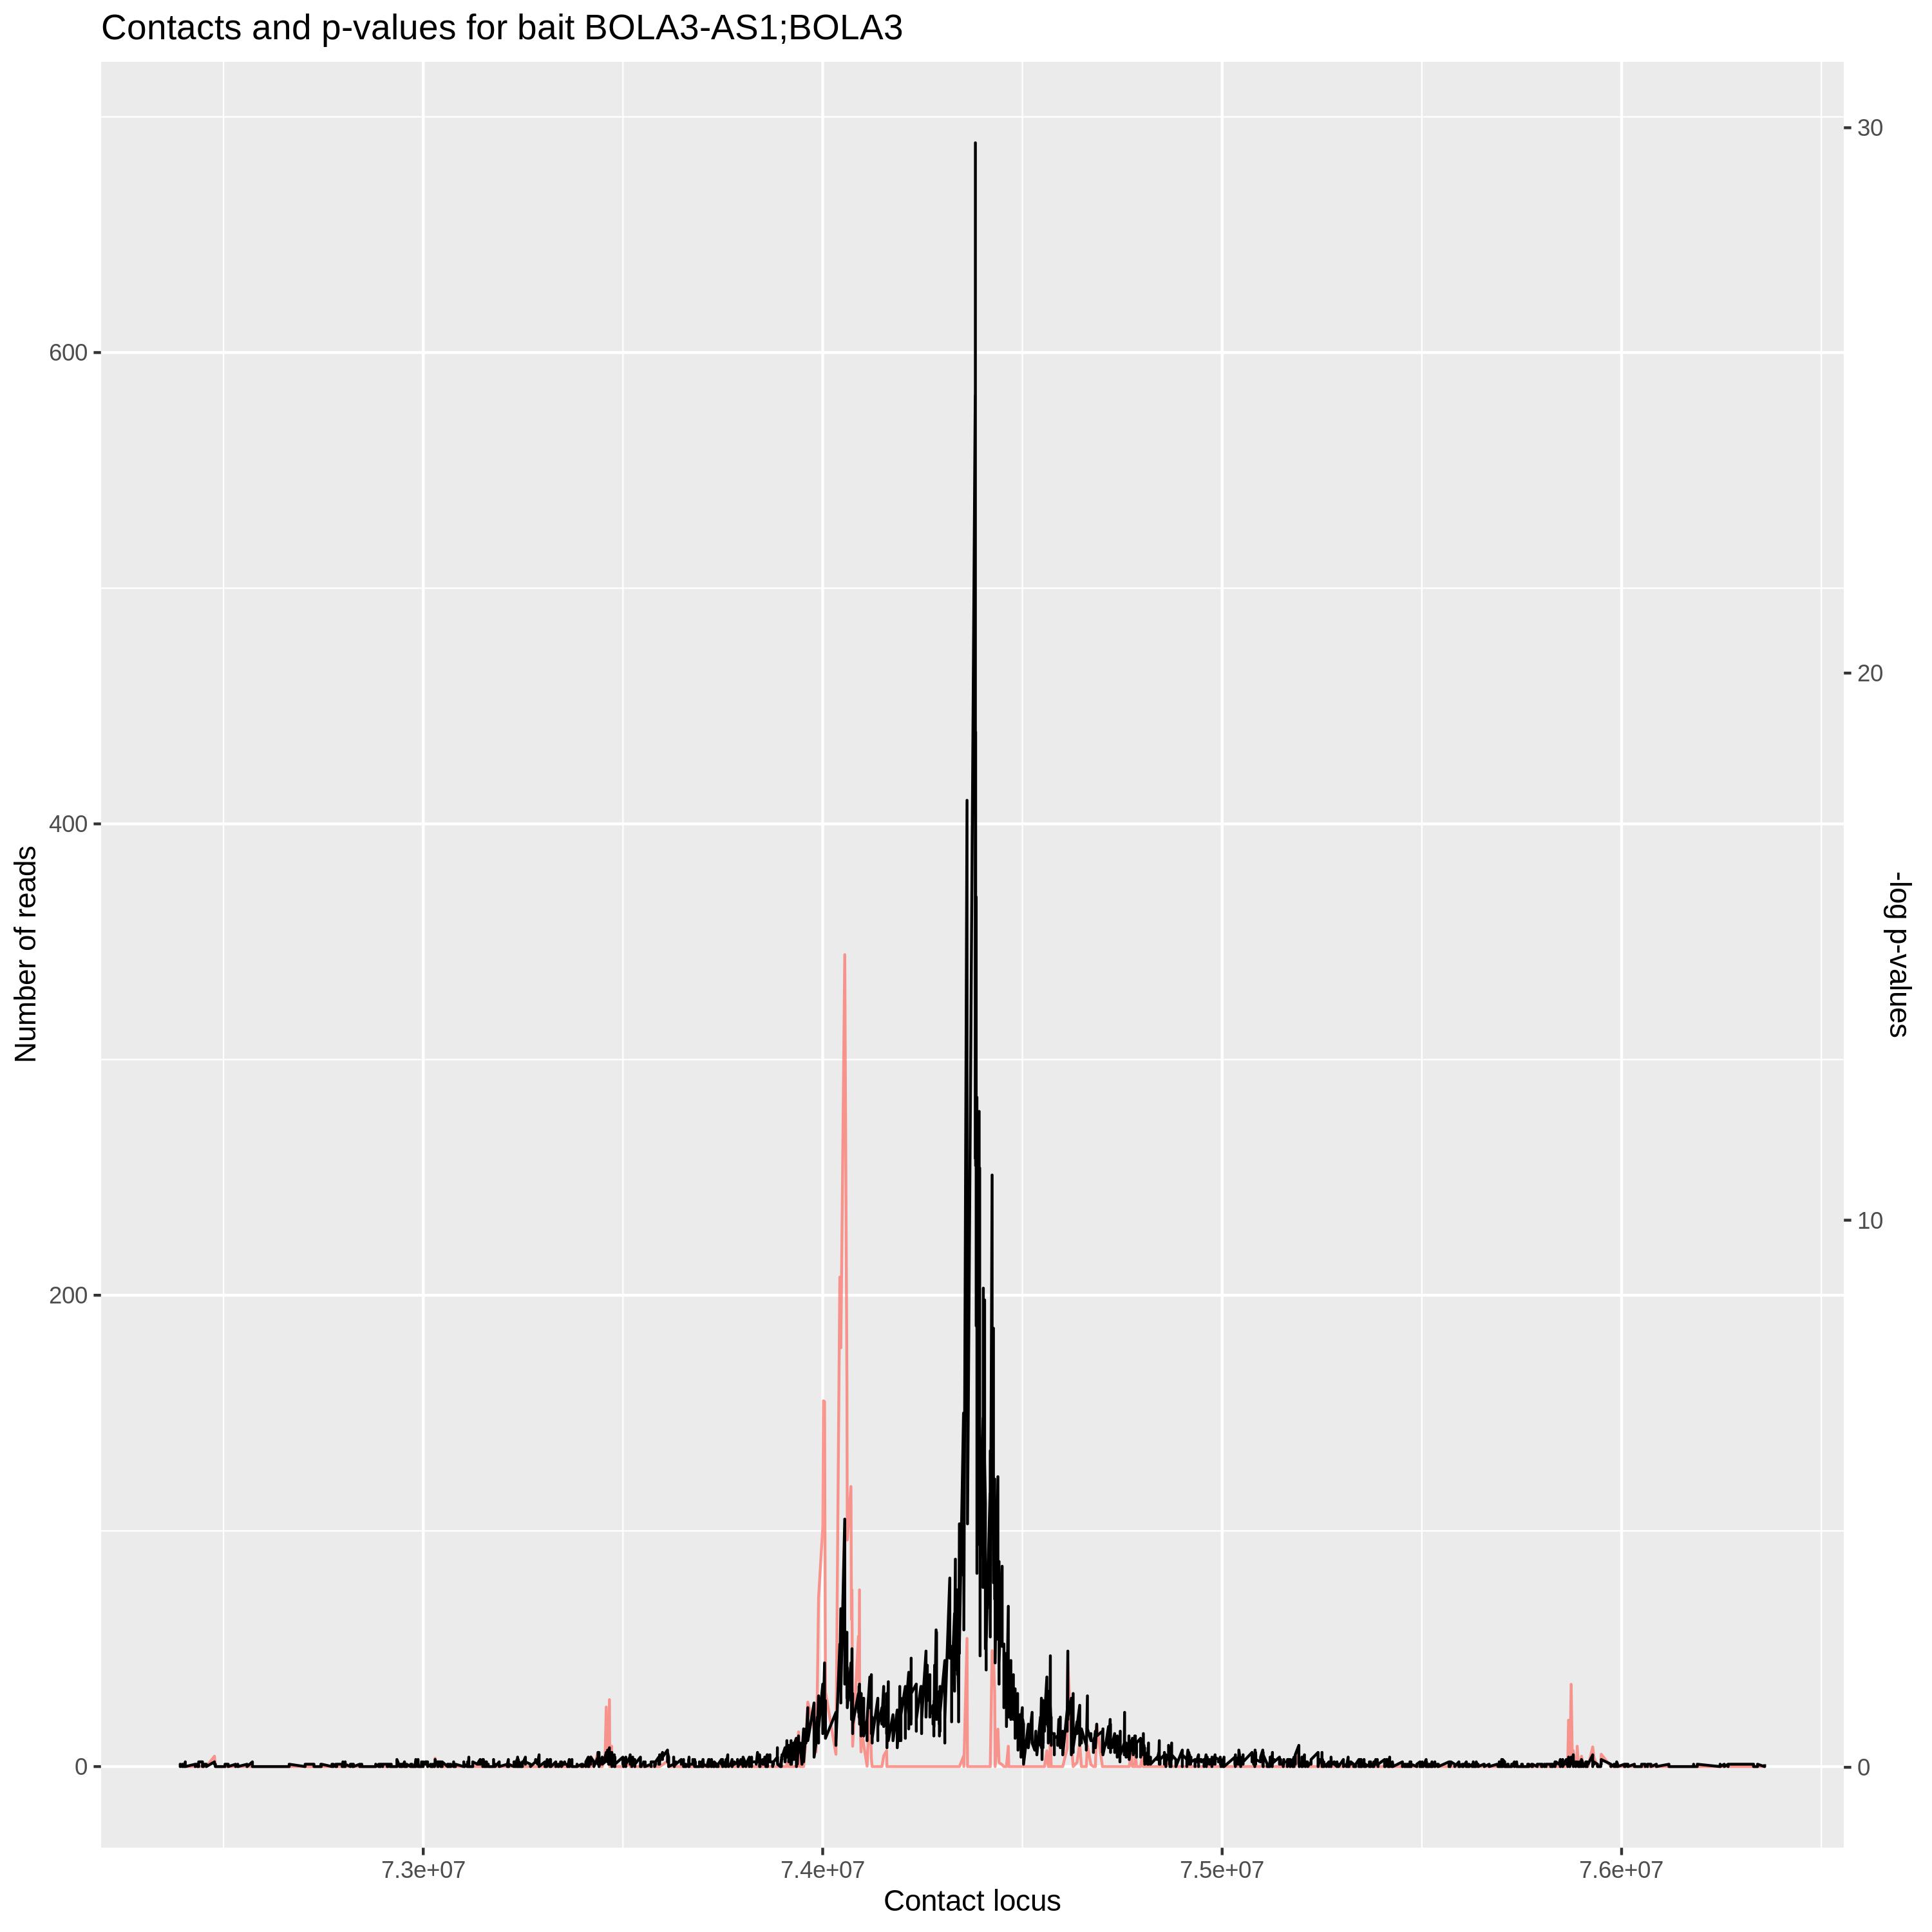 Contacts and p-values for bait BOLA3-AS1;BOLA3
30
600
20
400
Number of reads
-log p-values
10
200
0
0
7.3e+07
7.4e+07
7.5e+07
7.6e+07
Contact locus